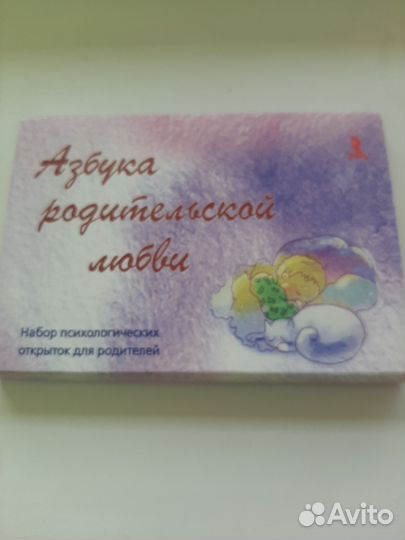 Азбука
родительской
любви
Набор психологических
открыток для родителей
Avito